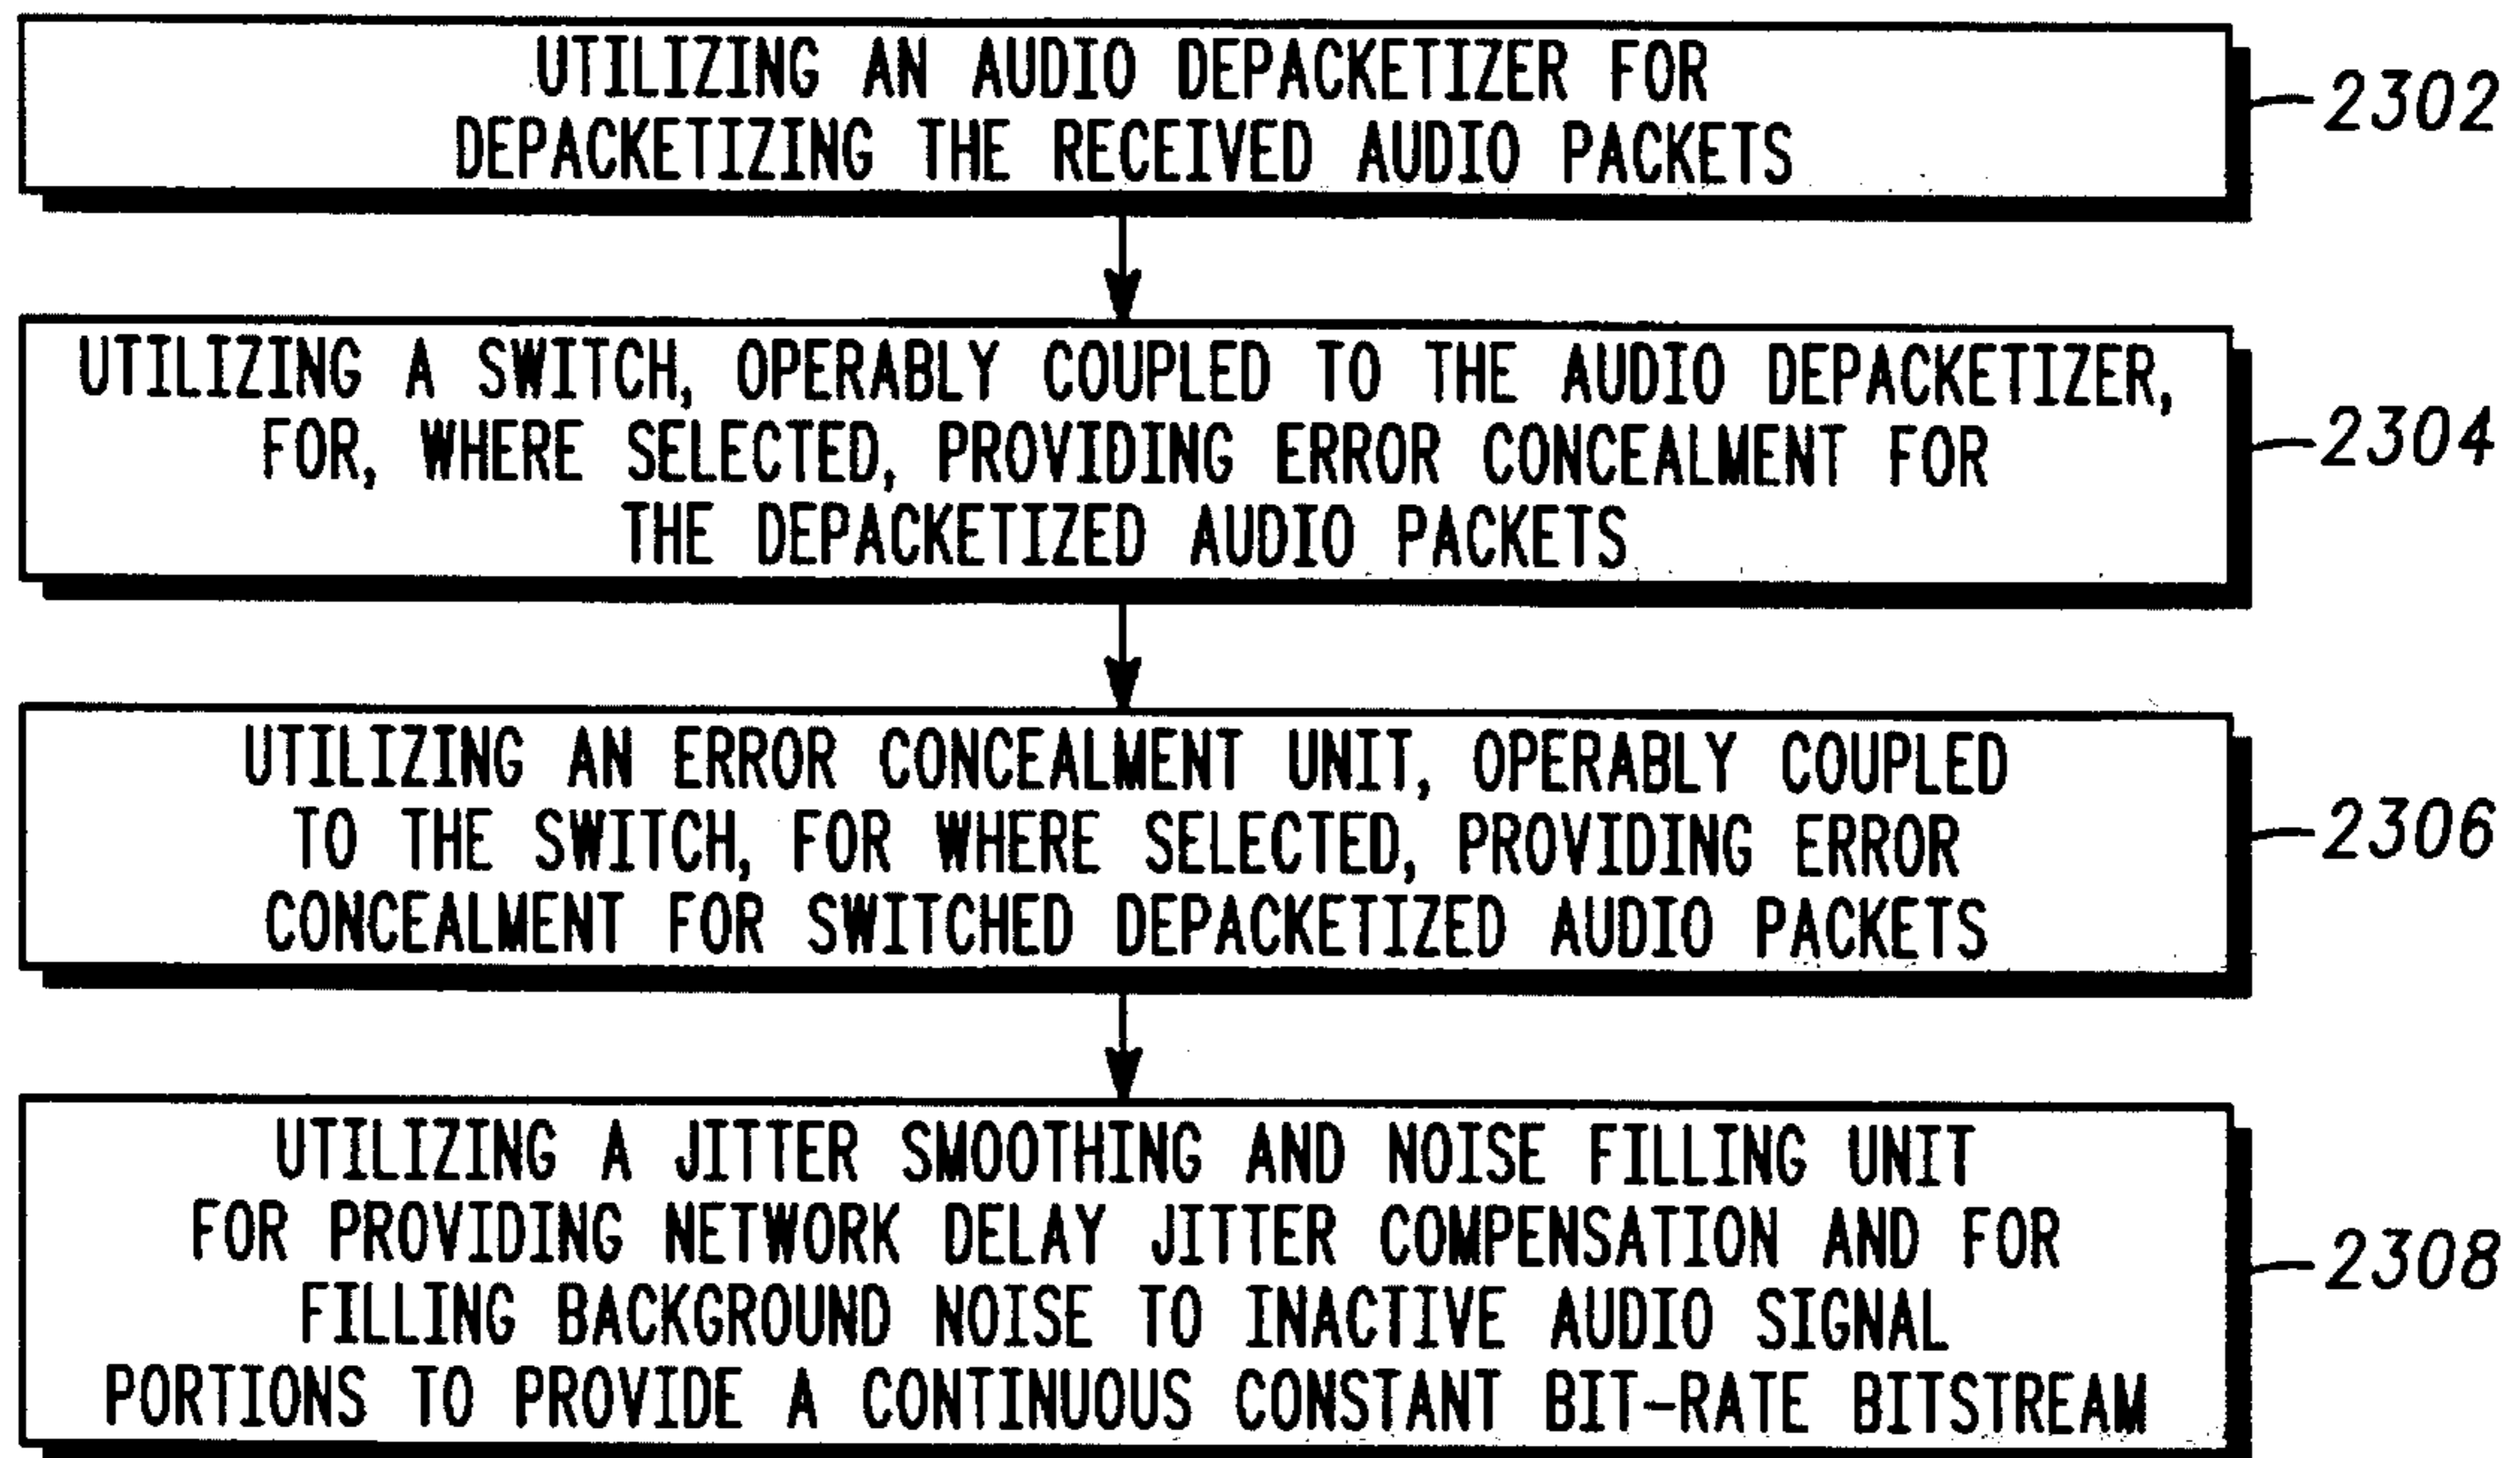 UTILIZING AN AUDIO DEPACKETIZER FOR
DEPACKETIZING THE RECEIVED AUDIO PACKETS
2302
UTILIZING A SWITCH, OPERABLY COUPLED TO THE AUDIO DEPACKETIZER,
FOR, WHERE SELECTED, PROVIDING ERROR CONCEALMENT FOR
THE DEPACKETIZED AUDIO PACKETS
2304
UTILIZING AN ERROR CONCEALMENT UNIT, OPERABLY COUPLED
TO THE SWITCH, FOR WHERE SELECTED, PROVIDING ERROR
CONCEALMENT FOR SWITCHED DEPACKETIZED AUDIO PACKETS
2306
UTILIZING A JITTER SMOOTHING AND NOISE FILLING UNIT
FOR PROVIDING NETWORK DELAY JITTER COMPENSATION AND FOR
FILLING BACKGROUND NOISE TO INACTIVE AUDIO SIGNAL
PORTIONS TO PROVIDE A CONTINUOUS CONSTANT BIT-RATE BITSTREAM
2308